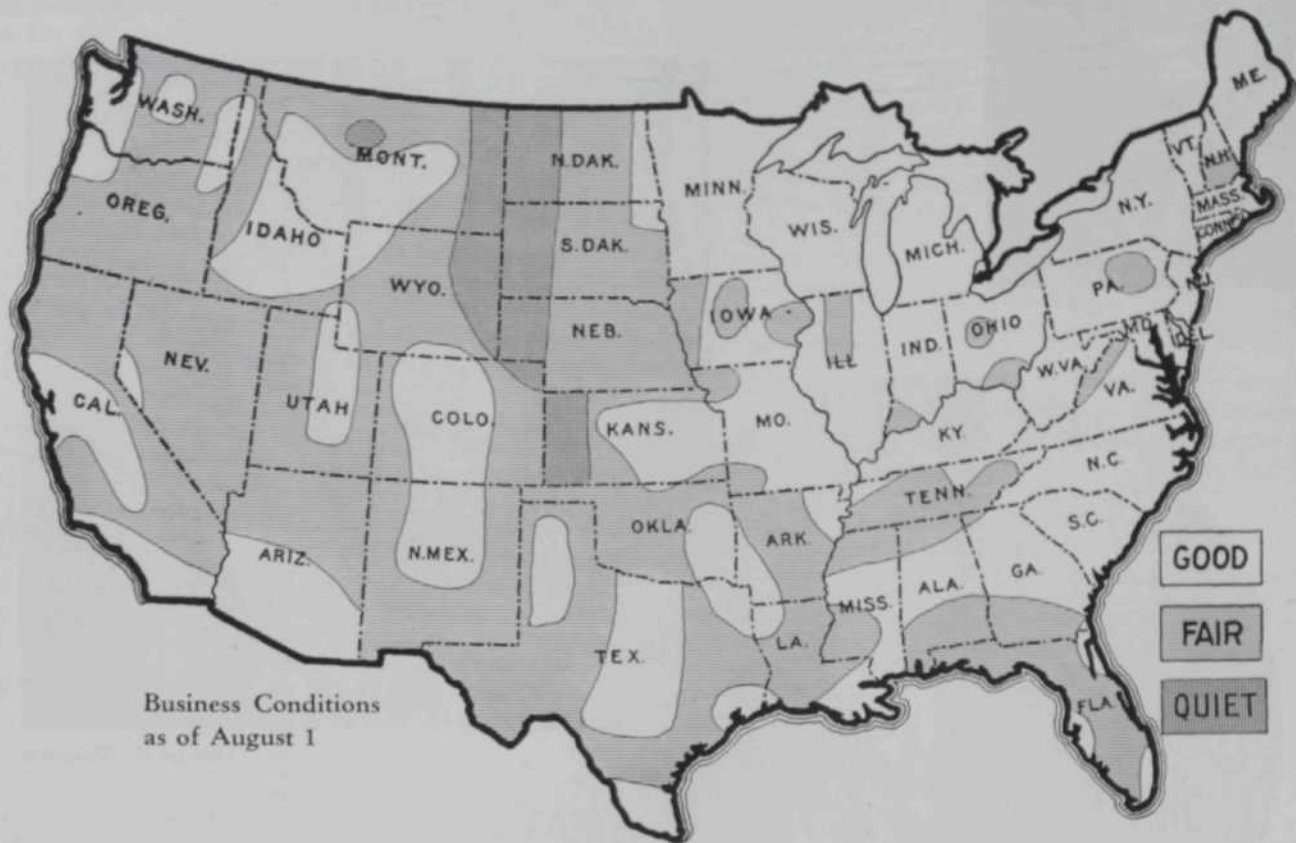 WASH.
MONT.
N.DAK.
MINN.
ME.
VT.
N.H.
OREG.
IDAHO
S.DAK.
WIS.
MICH.
N.Y.
MASS.
CONN.
WYO.
NEB.
IOWA
PA.
N.J.
NEV.
UTAH
COLO.
ILL
IND.
OHIO
MD.
DEL.
CAL.
KANS.
MO.
W.VA.
VA.
KY.
N.C.
TENN.
ARIZ.
N.MEX.
OKLA.
ARK.
S.C.
MISS.
ALA.
GA.
TEX.
LA.
FLA.
GOOD
FAIR
QUIET
Business Conditions
as of August 1